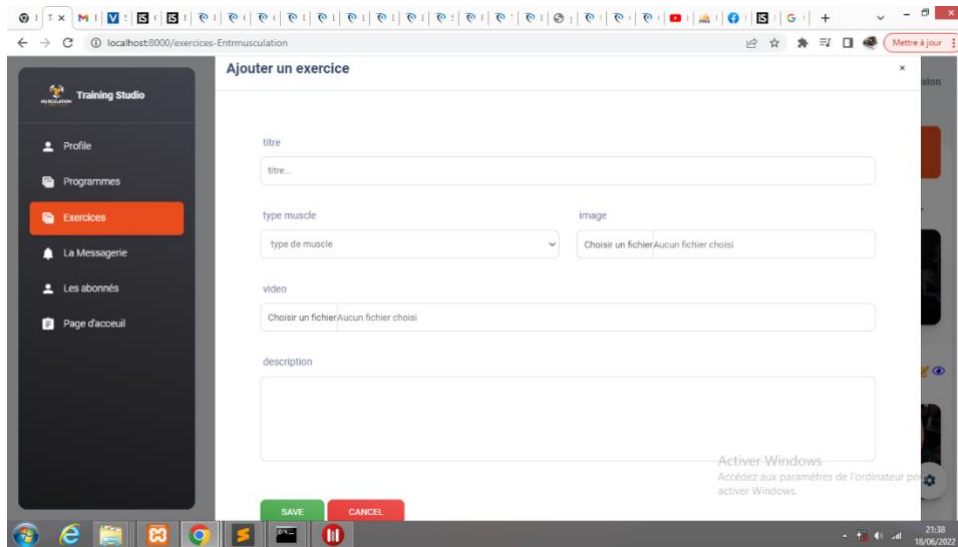 localhost:8000/exercices-Entrmusculation
Mettre à jour
Training Studio
Profile
Programmes
Exercices
La Messagerie
Les abonnés
Page d'acceuil
Ajouter un exercice
×
xion
titre
titre...
type muscle
image
type de muscle
Choisir un fichier Aucun fichier choisi
video
Choisir un fichier Aucun fichier choisi
description
Activer Windows
Accédez aux paramètres de l'ordinateur po
activer Windows.
SAVE
CANCEL
21:38
18/06/2022